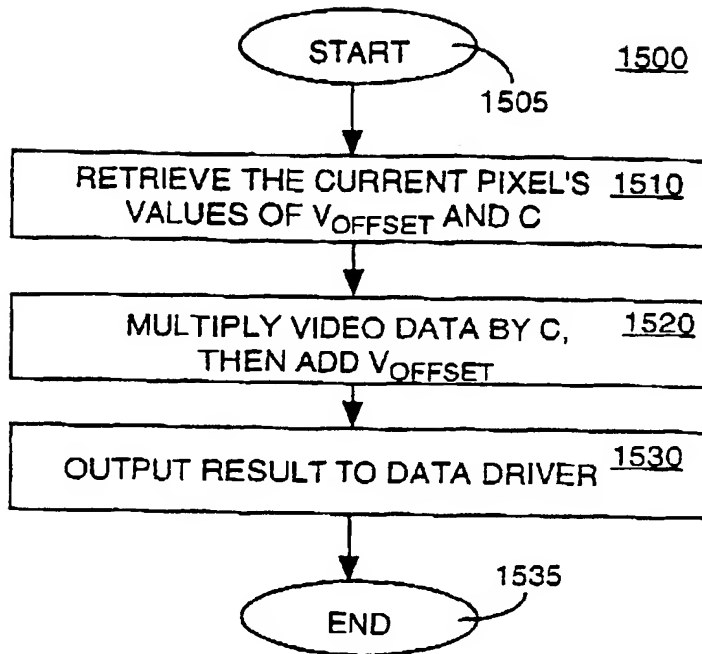 START
1500
1505
RETRIEVE THE CURRENT PIXEL'S
VALUES OF VOFFSET AND C
1510
MULTIPLY VIDEO DATA BY C,
THEN ADD VOFFSET
1520
OUTPUT RESULT TO DATA DRIVER
1530
1535
END